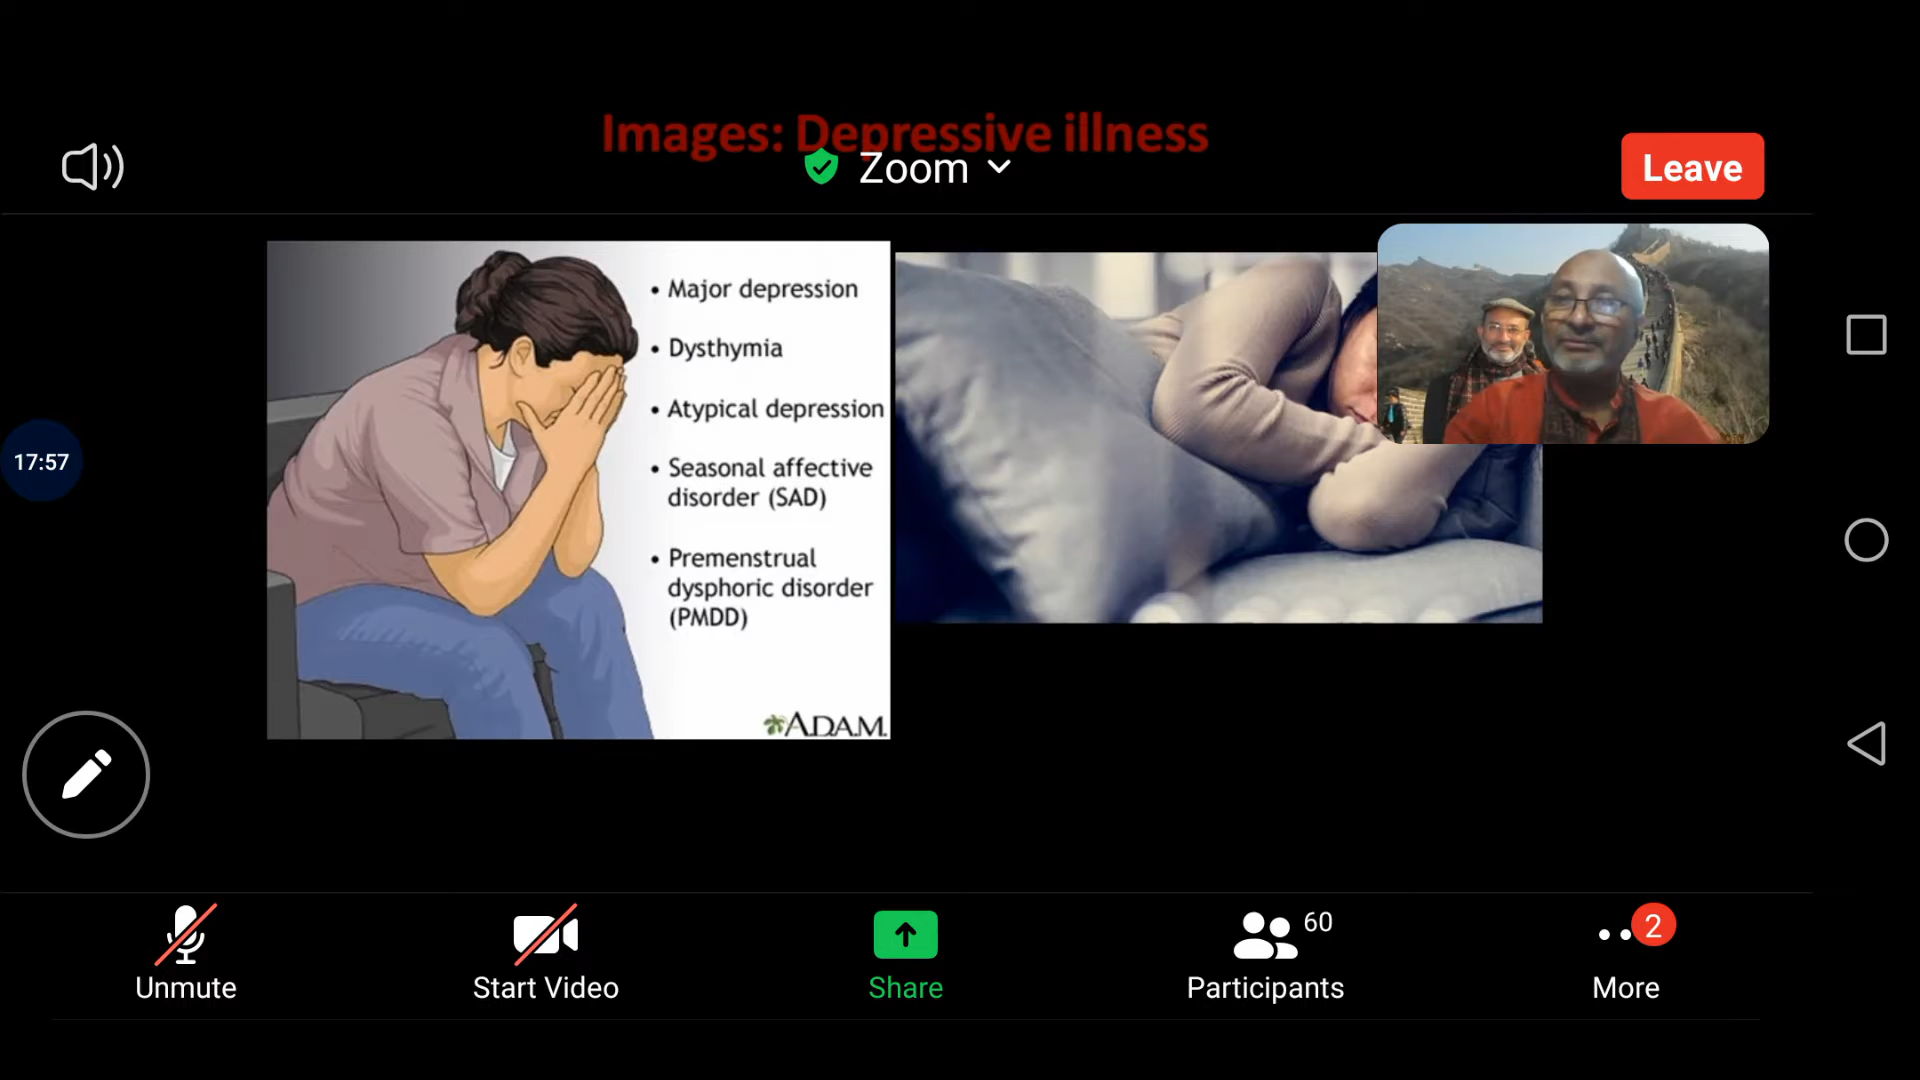 Images: Depressive illness
Zoom
Leave
• Major depression
• Dysthymia
• Atypical depression
• Seasonal affective
disorder (SAD)
• Premenstrual
dysphoric disorder
(PMDD)
A.D.A.M.
17:57
60
2
Unmute
Start Video
Share
Participants
More